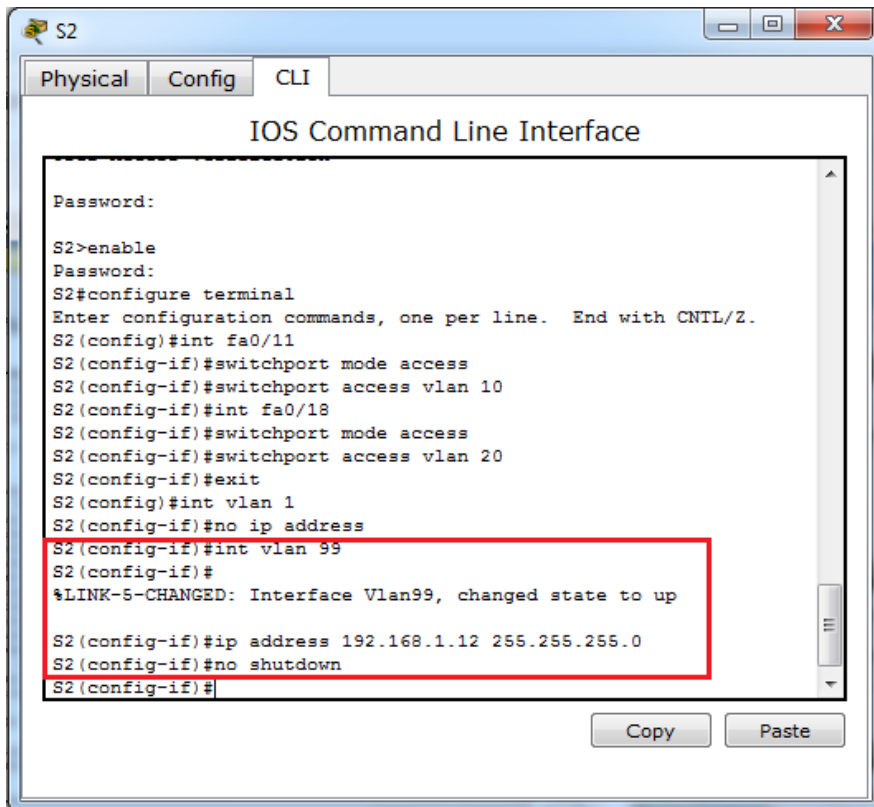 S2
Physical
Config
CLI
IOS Command Line Interface
Password:
S2>enable
Password:
S2#configure terminal
Enter configuration commands, one per line.  End with CNTL/Z.
S2(config)#int fa0/11
S2(config-if)#switchport mode access
S2(config-if)#switchport access vlan 10
S2(config-if)#int fa0/18
S2(config-if)#switchport mode access
S2(config-if)#switchport access vlan 20
S2(config-if)#exit
S2(config)#int vlan 1
S2(config-if)#no ip address
S2(config-if)#int vlan 99
S2(config-if)#
%LINK-5-CHANGED: Interface Vlan99, changed state to up
S2(config-if)#ip address 192.168.1.12 255.255.255.0
S2(config-if)#no shutdown
S2(config-if)#
Copy
Paste